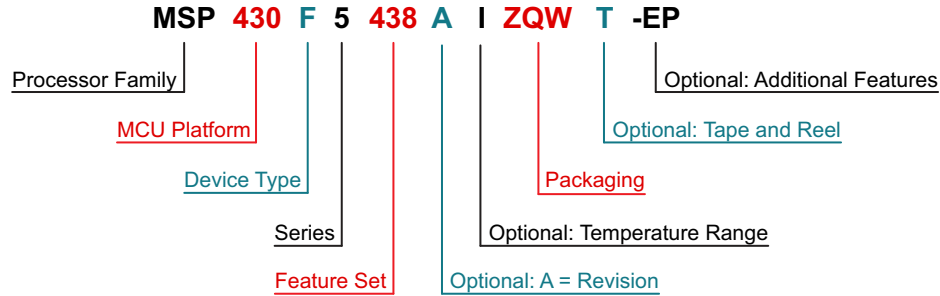 MSP 430 F 5 438 A I ZQW T -EP
Processor Family
Optional: Additional Features
MCU Platform
Optional: Tape and Reel
Device Type
Packaging
Series
Optional: Temperature Range
Feature Set
Optional: A = Revision